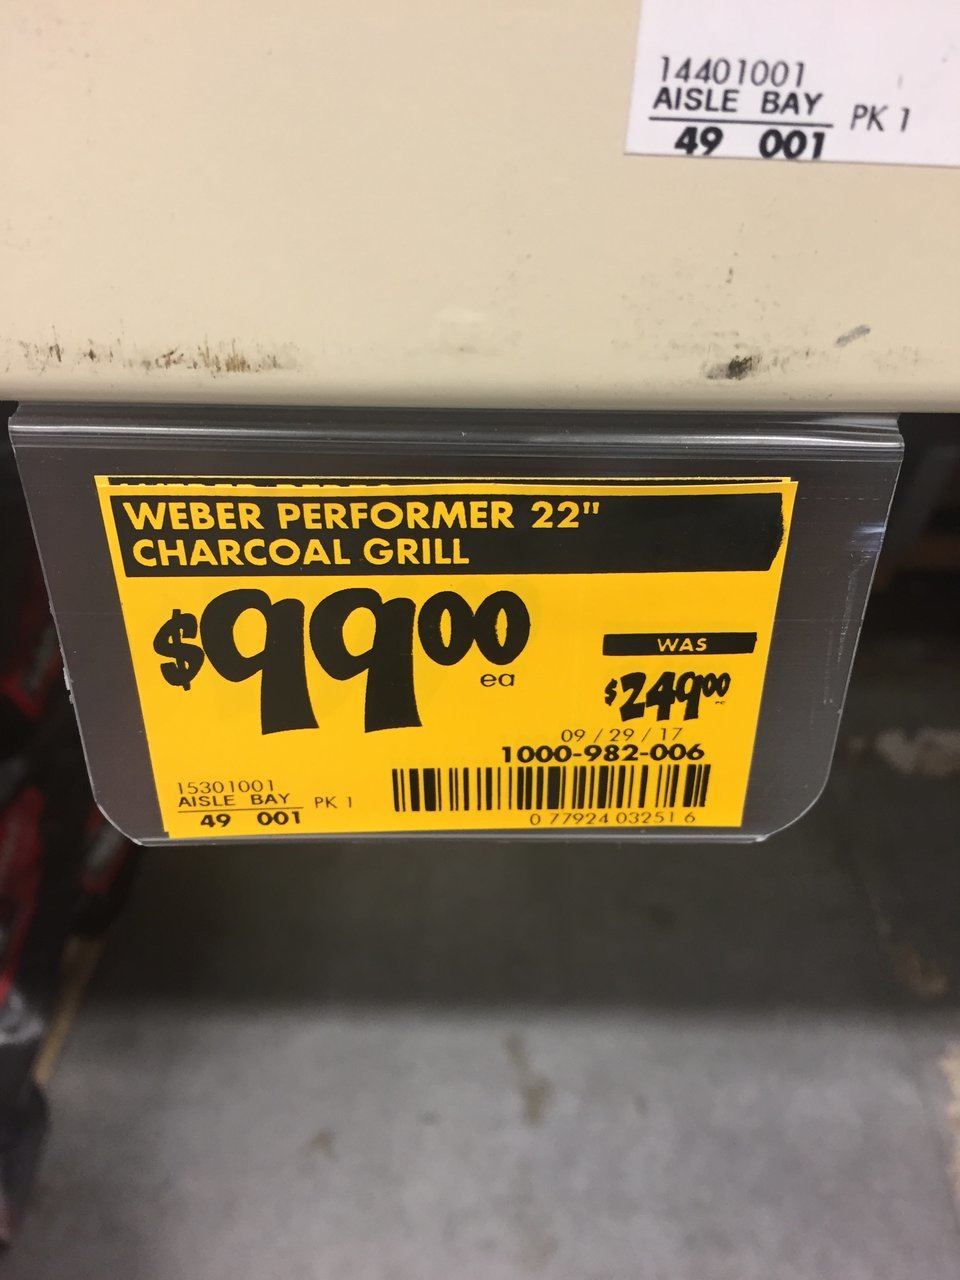 14401001
AISLE BAY PK 1
49 001
WEBER PERFORMER 22"
CHARCOAL GRILL
$99.00
ea
WAS
$249.00
09 / 29 / 17
1000-982-006
15301001
AISLE BAY PK 1
49 001
0 77924 03251 6